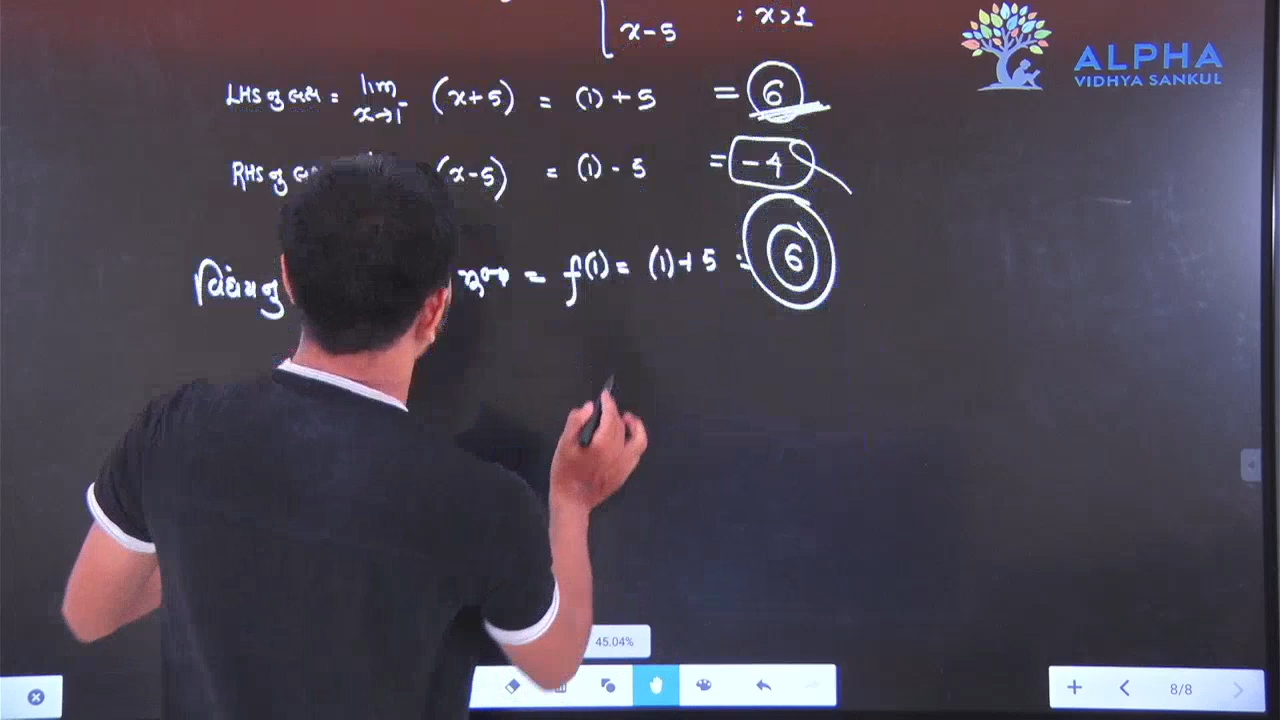 x-5 : x>1
ALPHA
VIDHYA SANKUL
LHS નું લક્ષ = lim x→1⁻ (x+5) = (1) + 5 = 6
RHS નું (x-5) = (1) - 5 = -4
વિધેયનું મૂલ્ય = f(1) = (1) + 5 = 6
45.04%
8/8